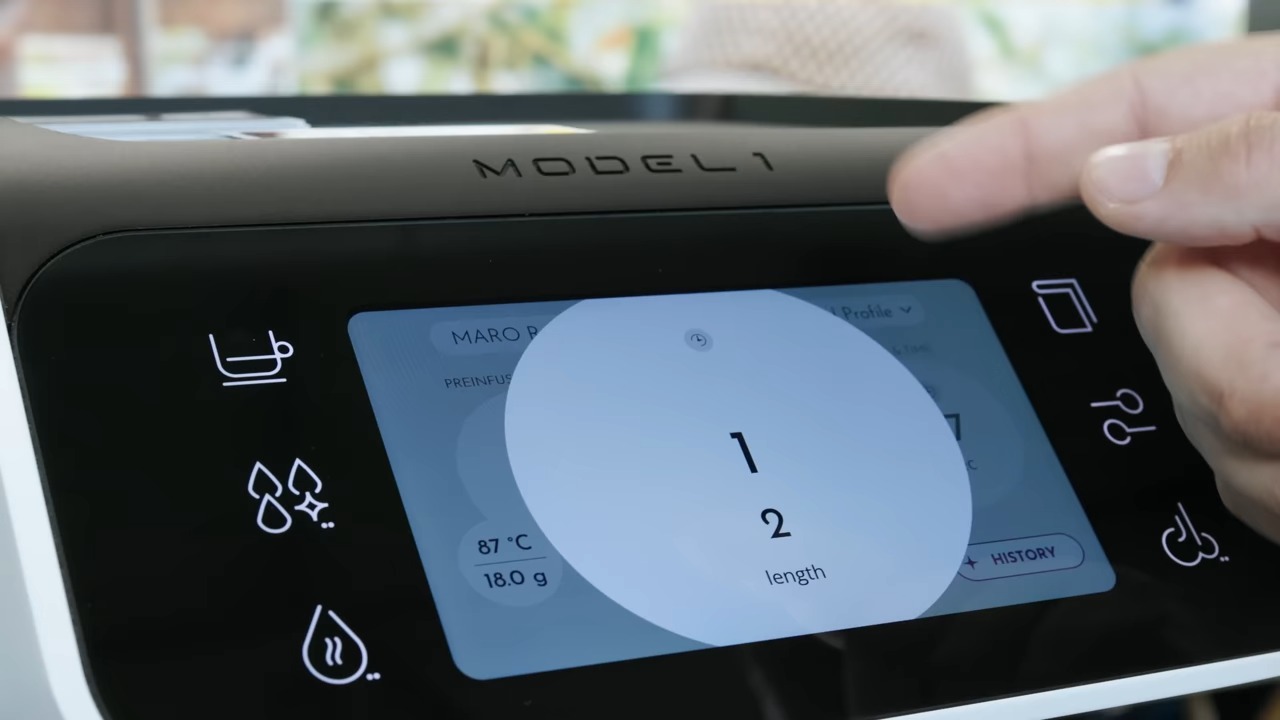 MODEL 1
MARO R
Profile
PREINFUS
1
2
length
87 °C
18.0 g
HISTORY